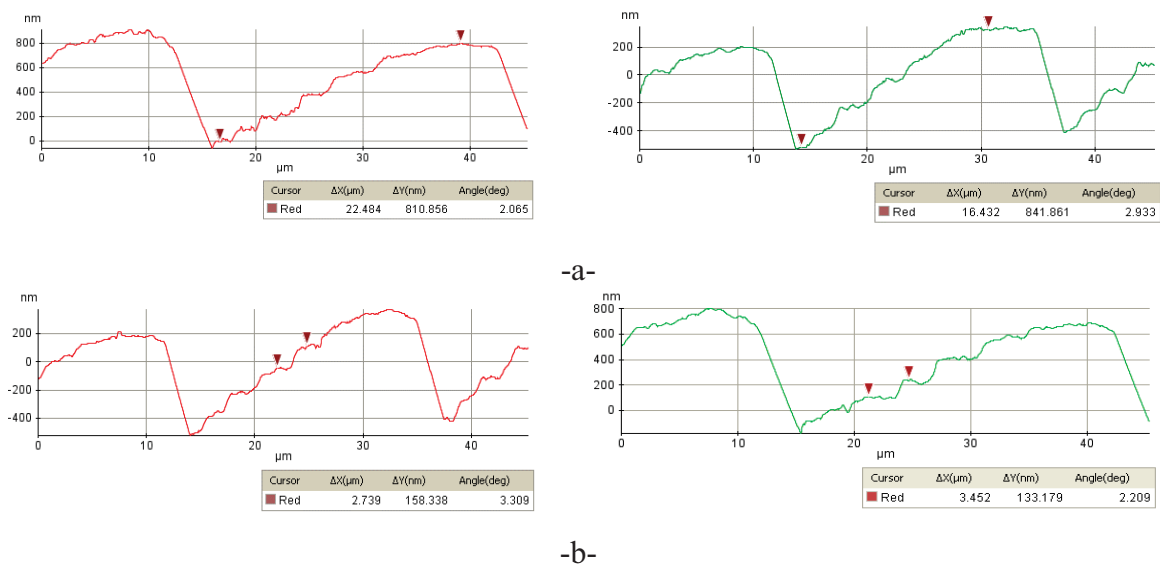 nm
800
600
400
200
0
0 10 20 30 40
µm
Cursor ΔX(µm) ΔY(nm) Angle(deg)
Red 22.484 810.856 2.065
nm
200
0
-200
-400
0 10 20 30 40
µm
Cursor ΔX(µm) ΔY(nm) Angle(deg)
Red 16.432 841.861 2.933
-a-
nm
200
0
-200
-400
0 10 20 30 40
µm
Cursor ΔX(µm) ΔY(nm) Angle(deg)
Red 2.739 158.338 3.309
nm
800
600
400
200
0
0 10 20 30 40
µm
Cursor ΔX(µm) ΔY(nm) Angle(deg)
Red 3.452 133.179 2.209
-b-